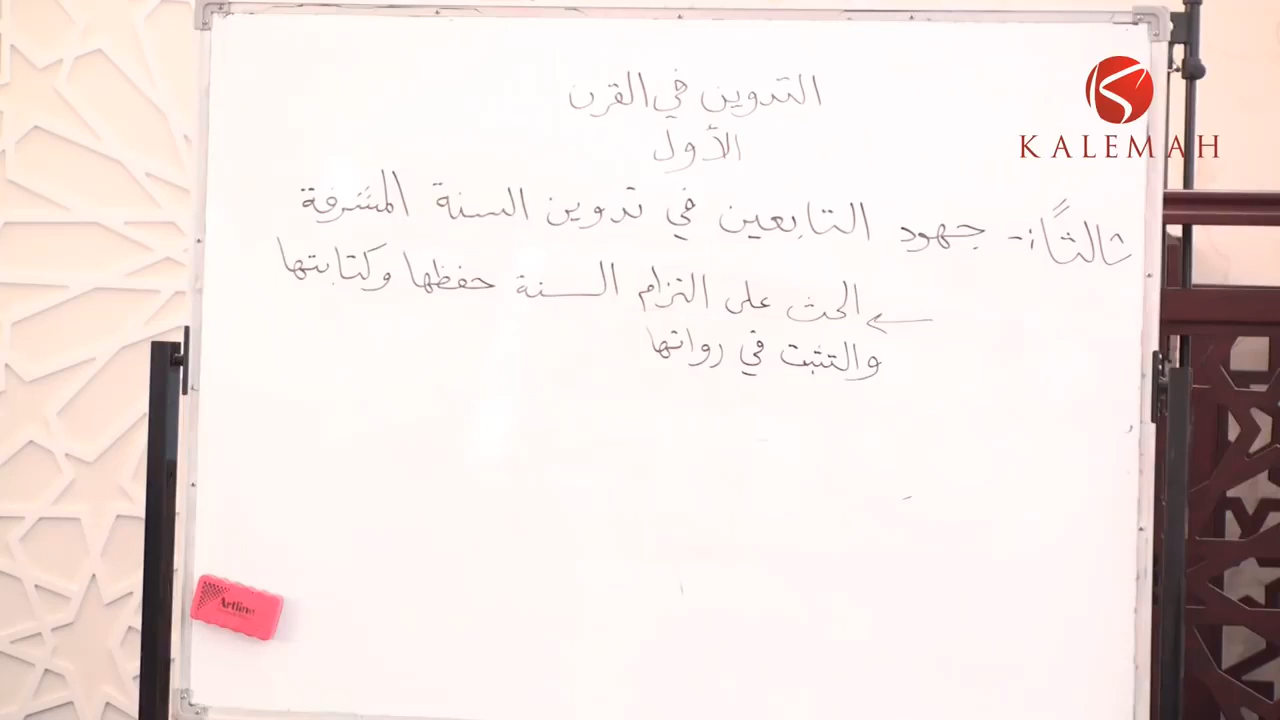 التدوين في القرن
الأول
ثالثًا:- جهود التابعين في تدوين السنة المشرفة
الحث على التزام السنة حفظها وكتابتها
والتثبت في رواتها
KALEMAH
Artline